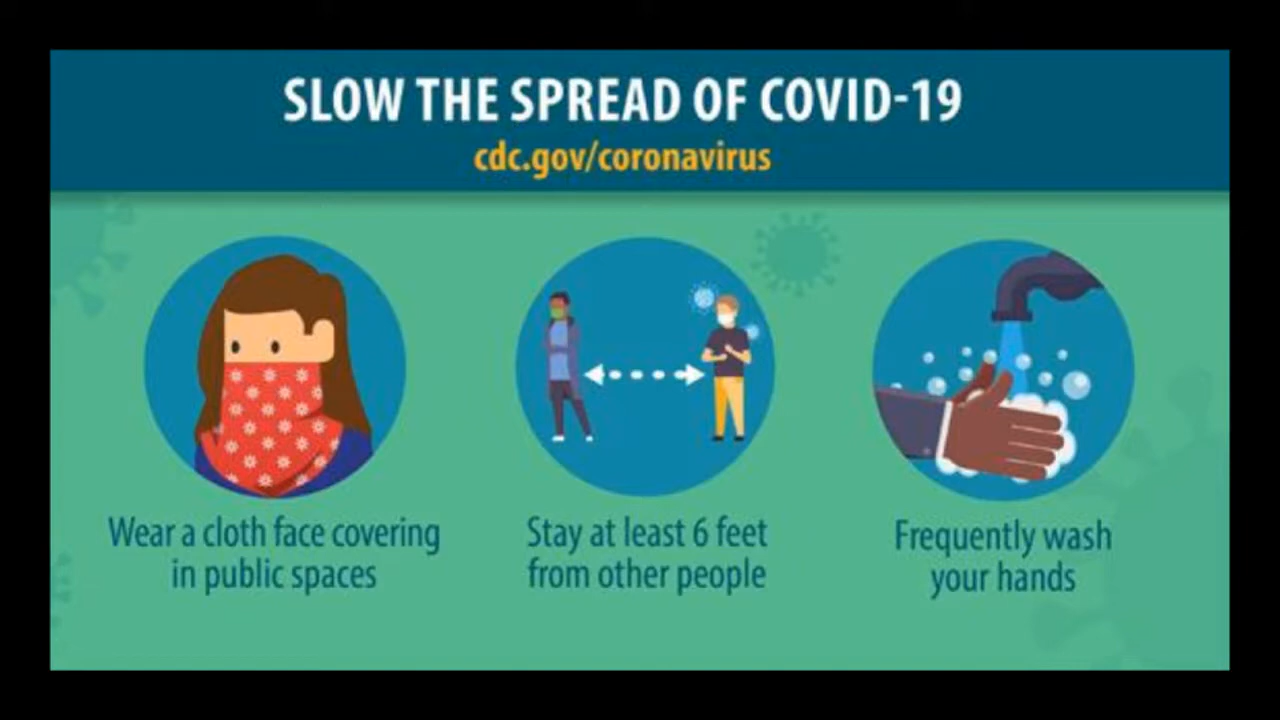 SLOW THE SPREAD OF COVID-19
cdc.gov/coronavirus
Wear a cloth face covering
in public spaces
Stay at least 6 feet
from other people
Frequently wash
your hands